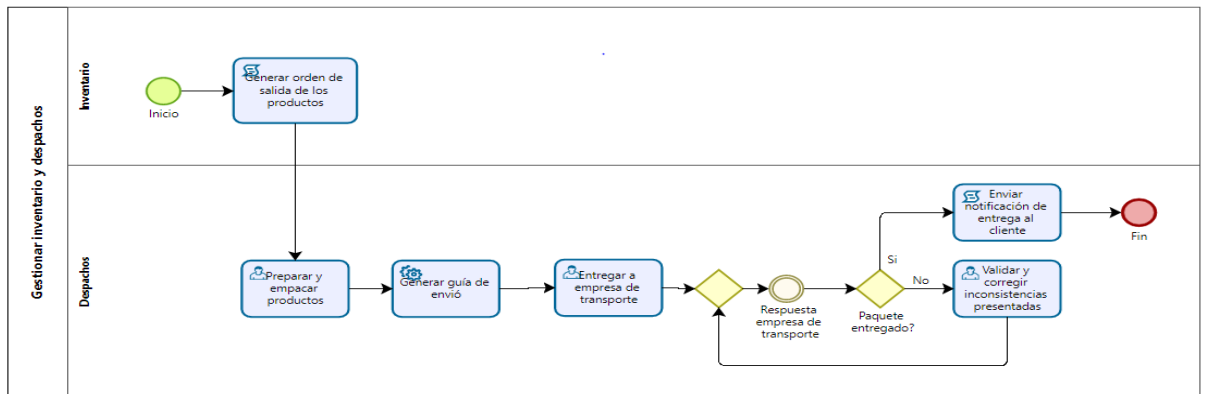 Gestionar inventario y despachos
Inventario
Inicio
Generar orden de
salida de los
productos
Despachos
Preparar y
empacar
productos
Generar guía de
envió
Entregar a
empresa de
transporte
Respuesta
empresa de
transporte
Paquete
entregado?
Si
No
Enviar
notificación de
entrega al
cliente
Fin
Validar y
corregir
inconsistencias
presentadas